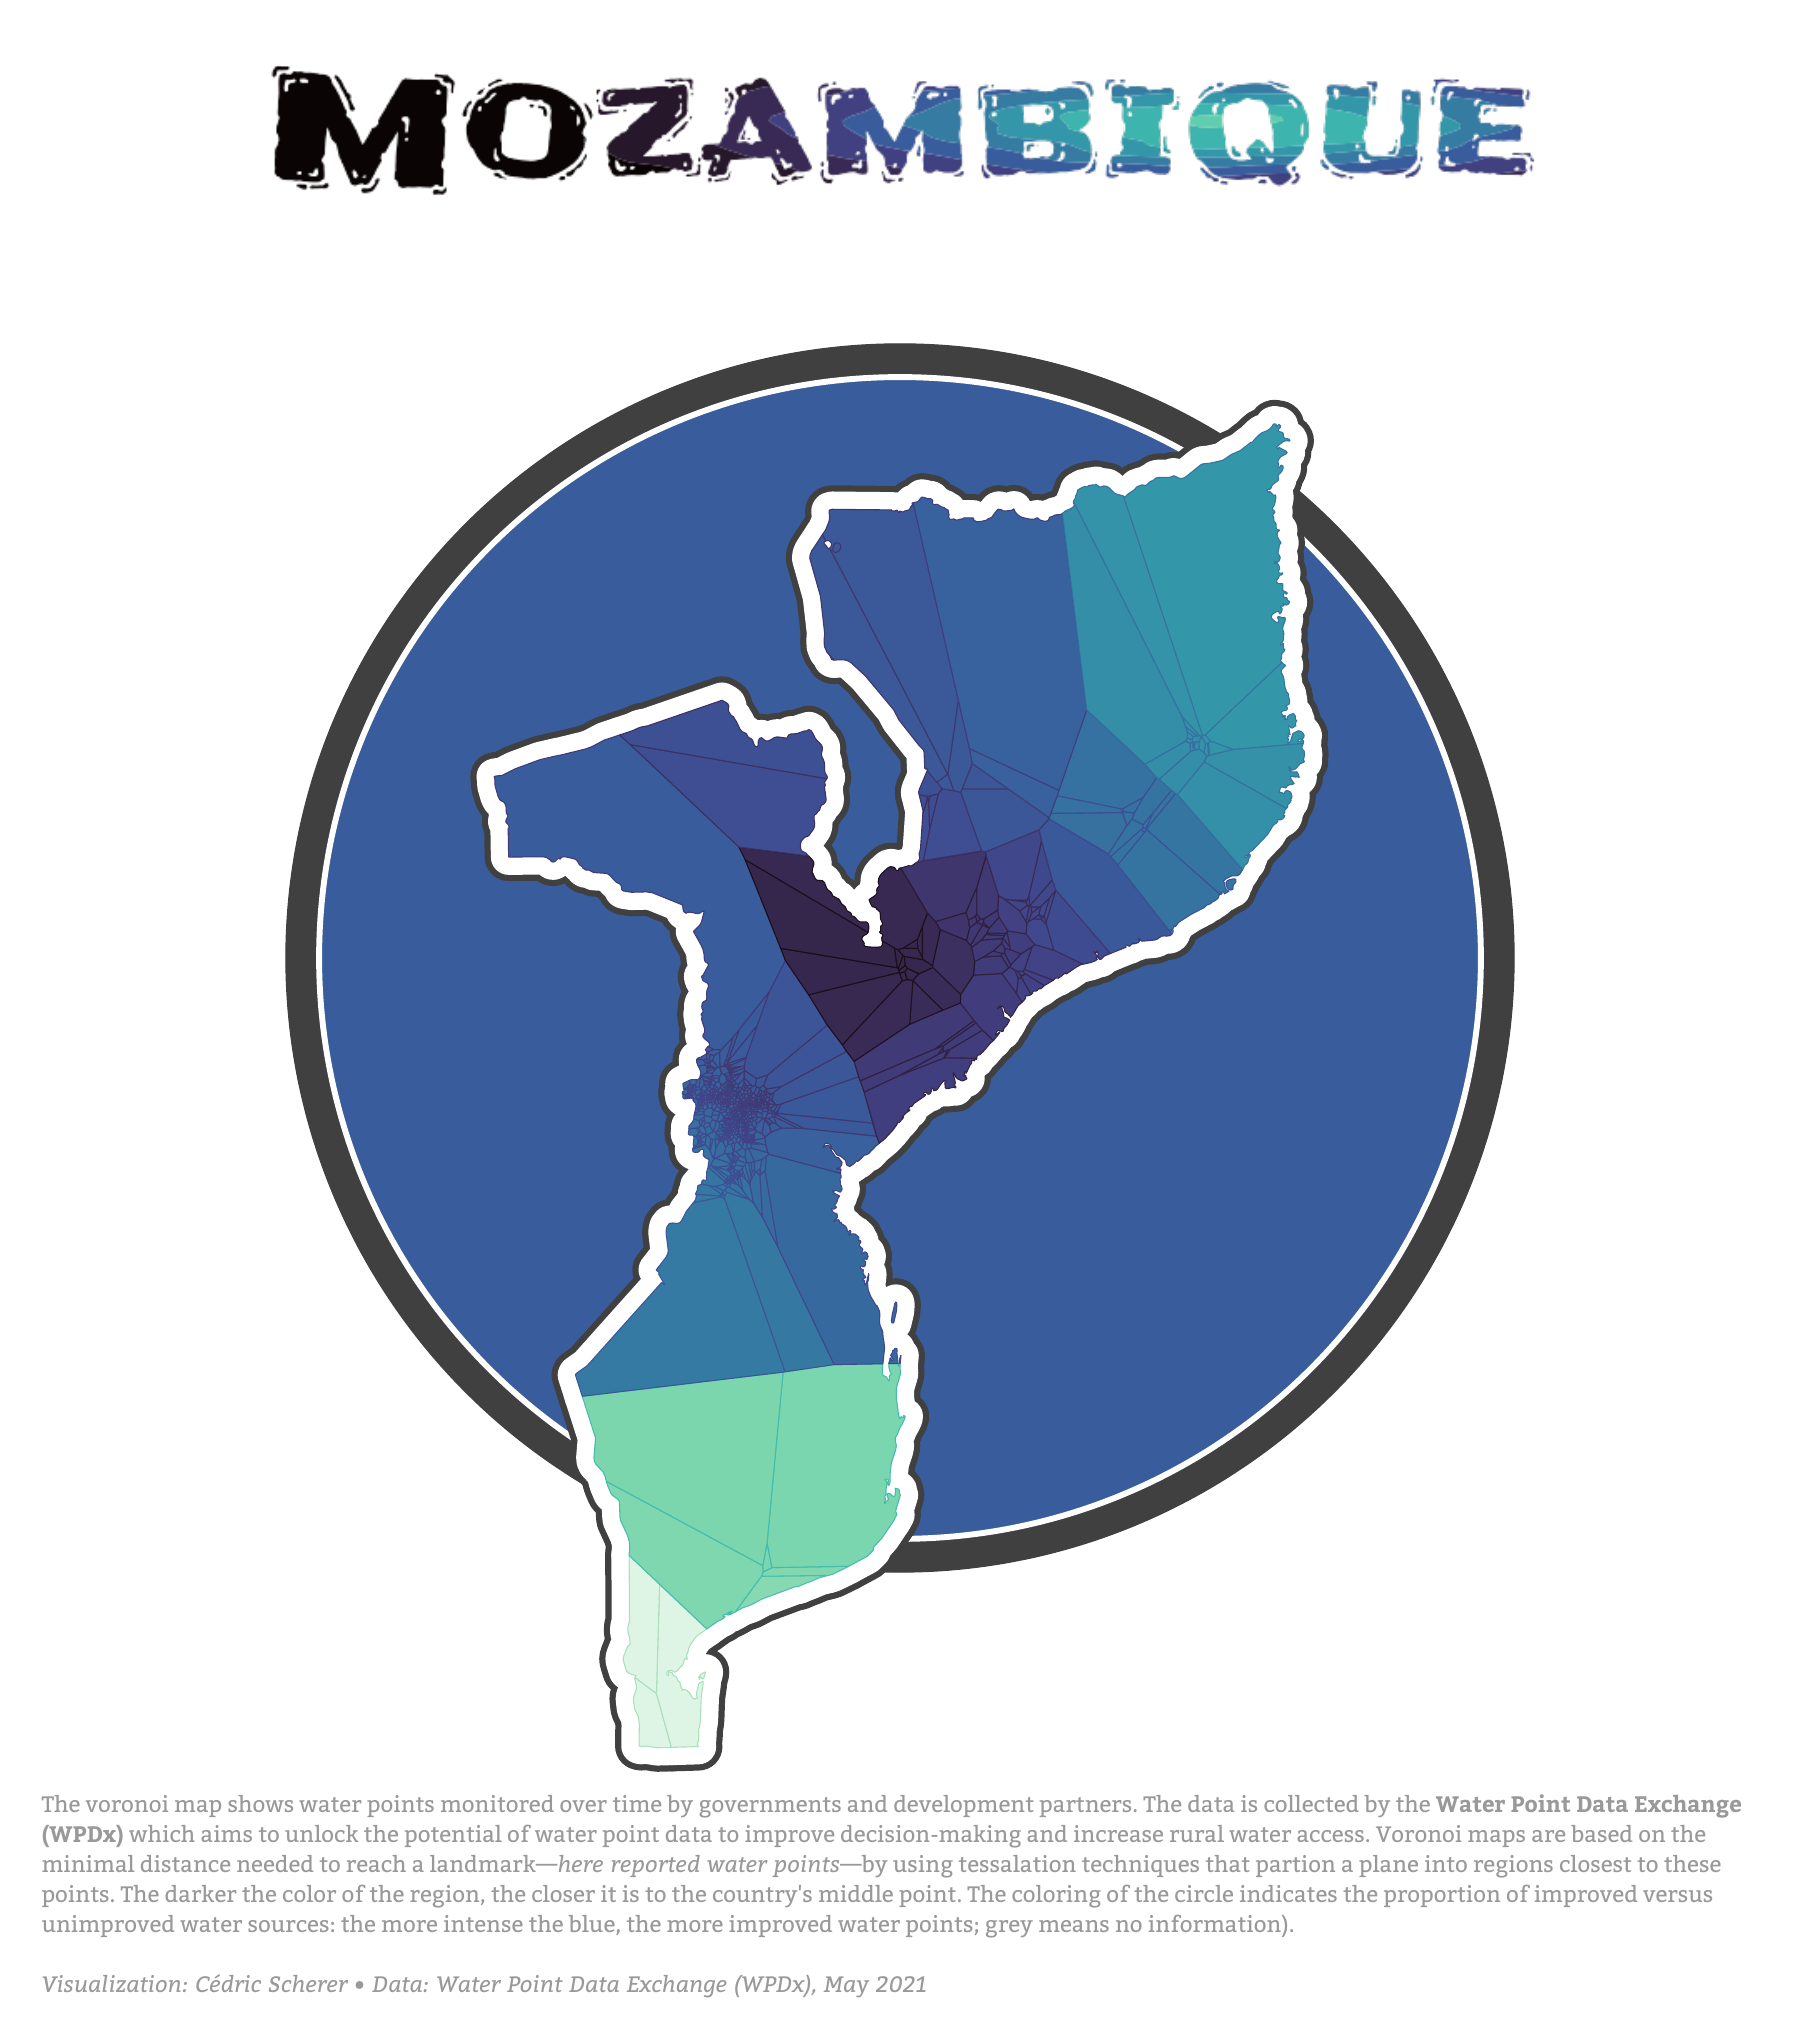 MOZAMBIQUE
The voronoi map shows water points monitored over time by governments and development partners. The data is collected by the Water Point Data Exchange
(WPDx) which aims to unlock the potential of water point data to improve decision-making and increase rural water access. Voronoi maps are based on the
minimal distance needed to reach a landmark—here reported water points—by using tessalation techniques that partion a plane into regions closest to these
points. The darker the color of the region, the closer it is to the country's middle point. The coloring of the circle indicates the proportion of improved versus
unimproved water sources: the more intense the blue, the more improved water points; grey means no information).
Visualization: Cédric Scherer • Data: Water Point Data Exchange (WPDx), May 2021